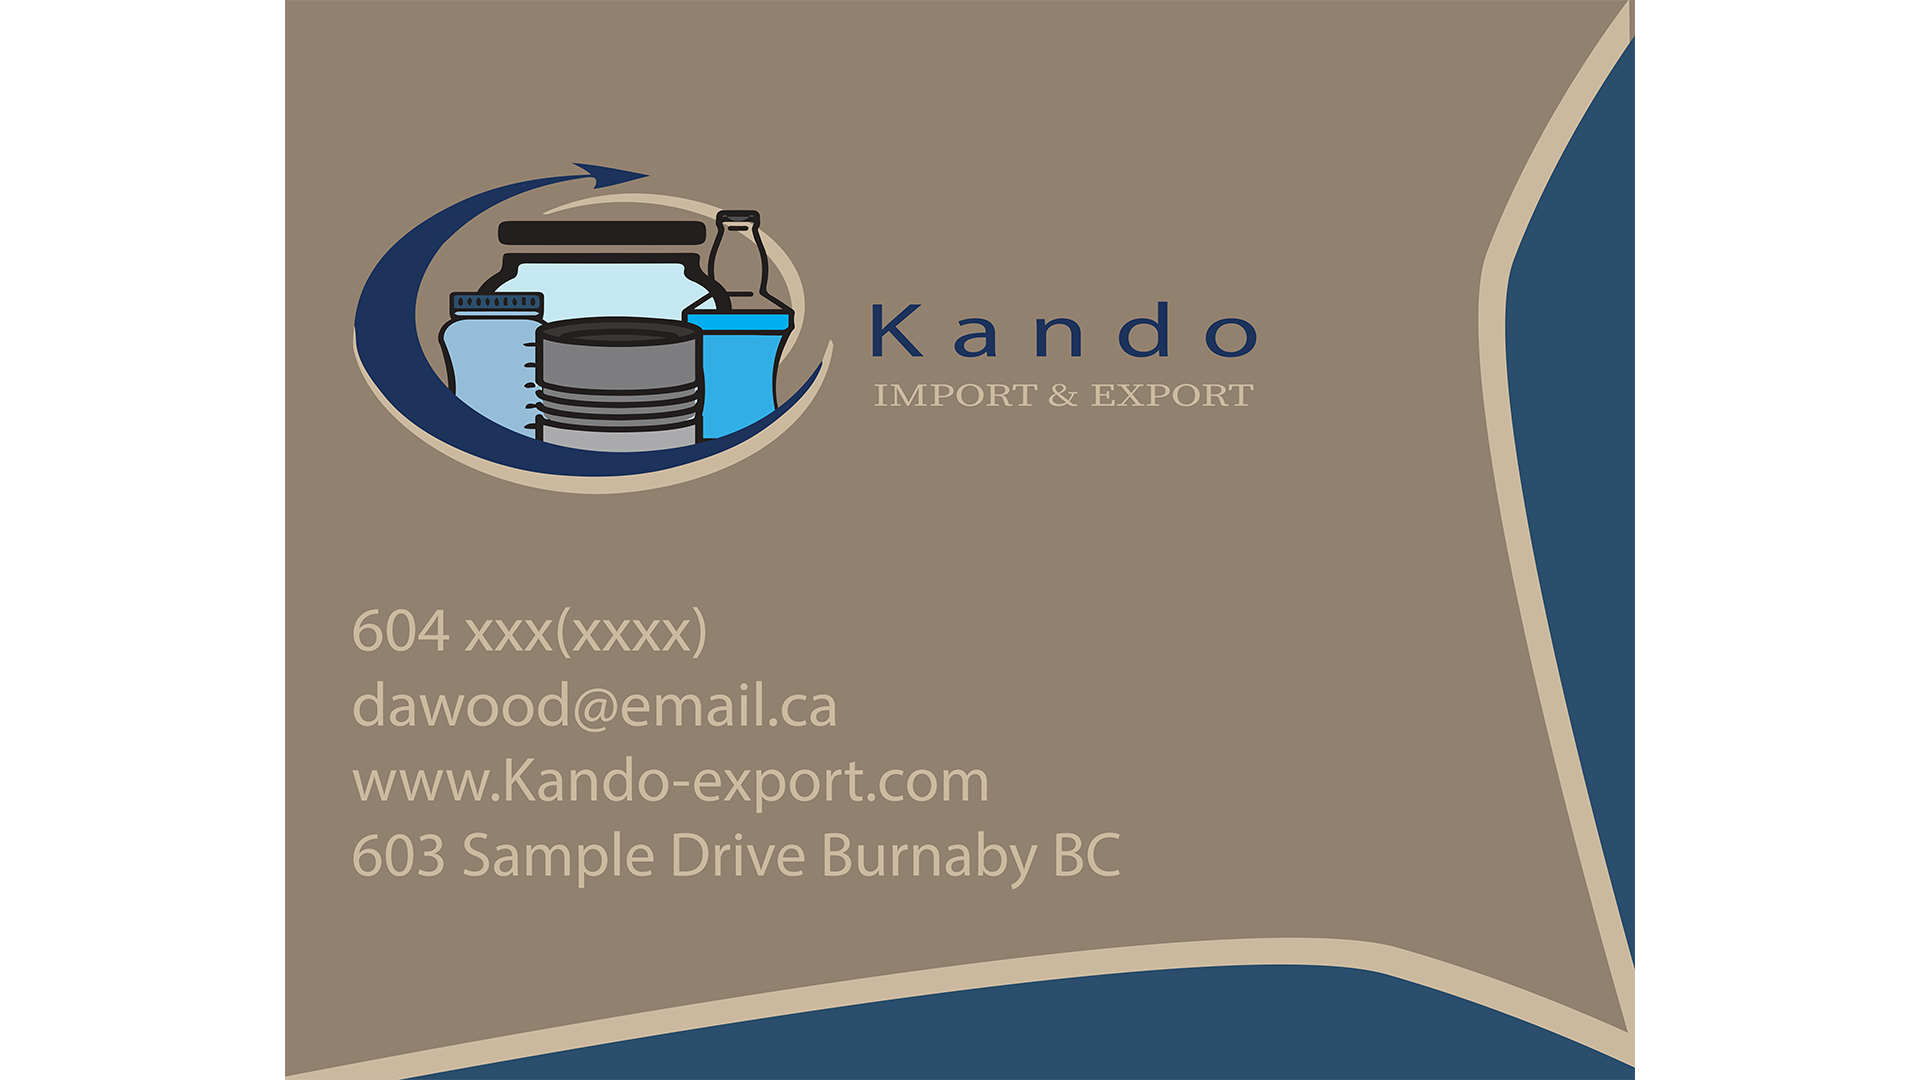 Kando
IMPORT & EXPORT
604 xxx(xxxx)
dawood@email.ca
www.Kando-export.com
603 Sample Drive Burnaby BC